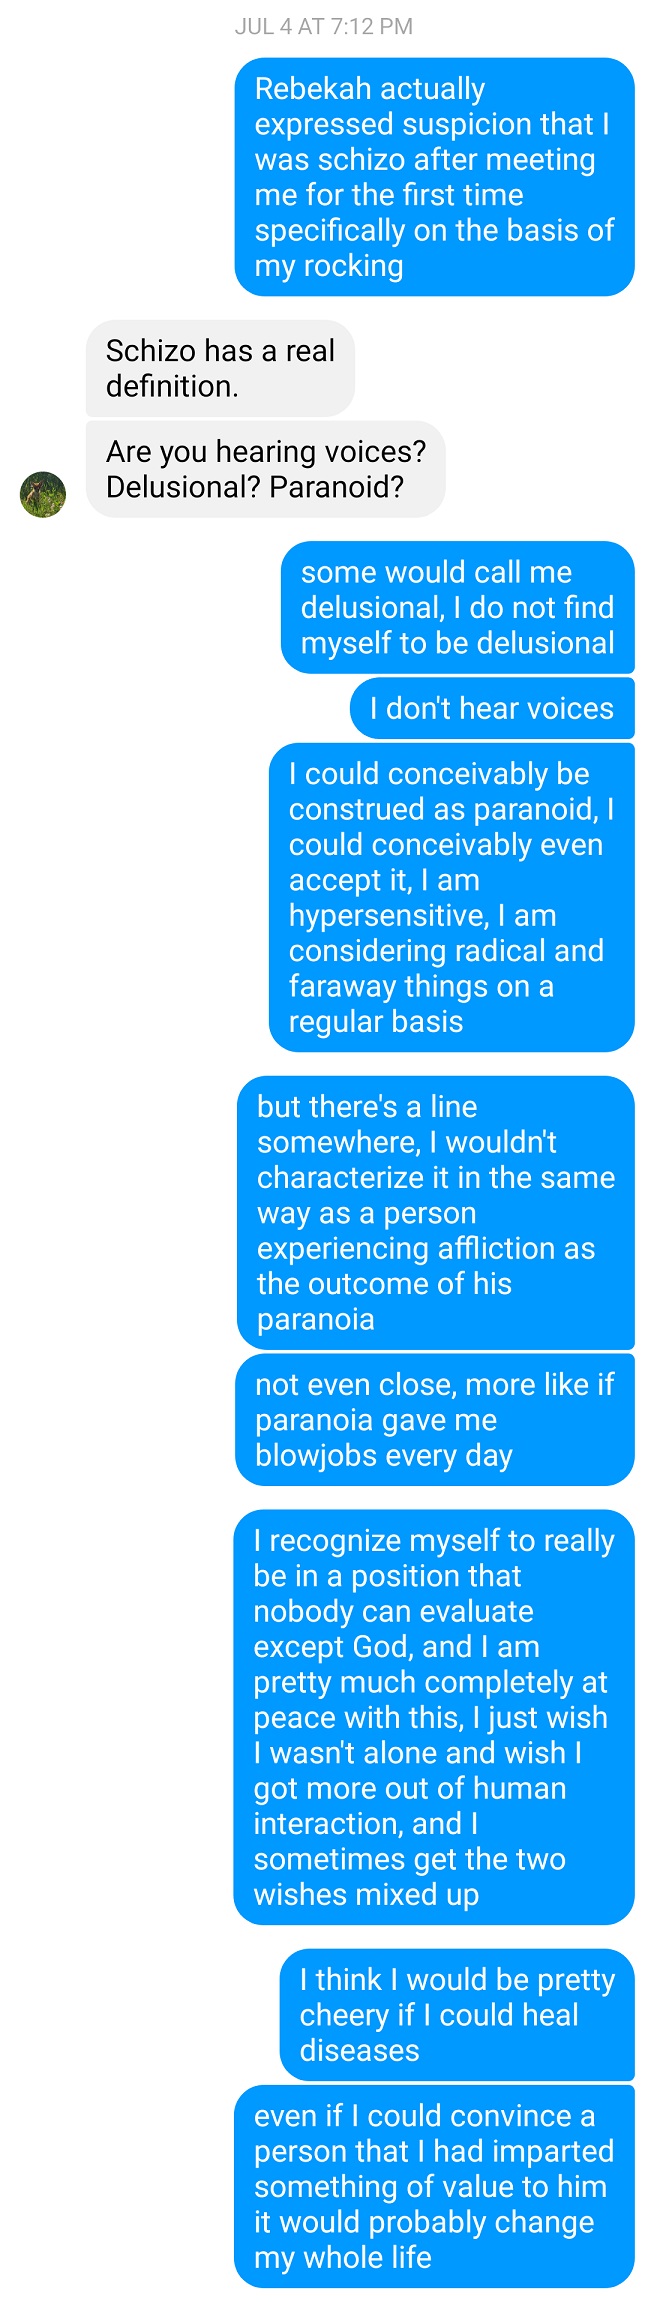 JUL 4 AT 7:12 PM
Rebekah actually
expressed suspicion that I
was schizo after meeting
me for the first time
specifically on the basis of
my rocking
Schizo has a real
definition.
Are you hearing voices?
Delusional? Paranoid?
some would call me
delusional, I do not find
myself to be delusional
I don't hear voices
I could conceivably be
construed as paranoid, I
could conceivably even
accept it, I am
hypersensitive, I am
considering radical and
faraway things on a
regular basis
but there's a line
somewhere, I wouldn't
characterize it in the same
way as a person
experiencing affliction as
the outcome of his
paranoia
not even close, more like if
paranoia gave me
blowjobs every day
I recognize myself to really
be in a position that
nobody can evaluate
except God, and I am
pretty much completely at
peace with this, I just wish
I wasn't alone and wish I
got more out of human
interaction, and I
sometimes get the two
wishes mixed up
I think I would be pretty
cheery if I could heal
diseases
even if I could convince a
person that I had imparted
something of value to him
it would probably change
my whole life